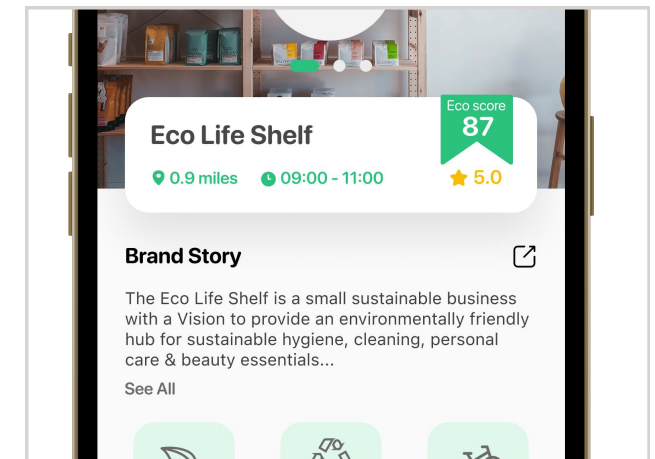 Eco score
87
Eco Life Shelf
0.9 miles 09:00 - 11:00 5.0
Brand Story
The Eco Life Shelf is a small sustainable business
with a Vision to provide an environmentally friendly
hub for sustainable hygiene, cleaning, personal
care & beauty essentials...
See All